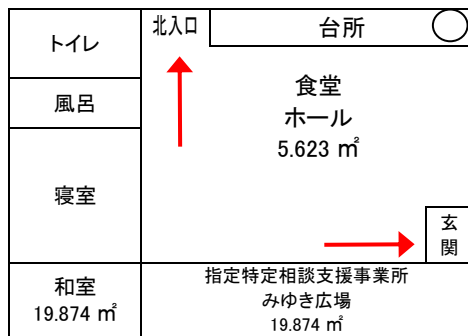 トイレ
北入口
台所
風呂
食堂
ホール
5.623 ㎡
寝室
玄
関
和室
19.874 ㎡
指定特定相談支援事業所
みゆき広場
19.874 ㎡